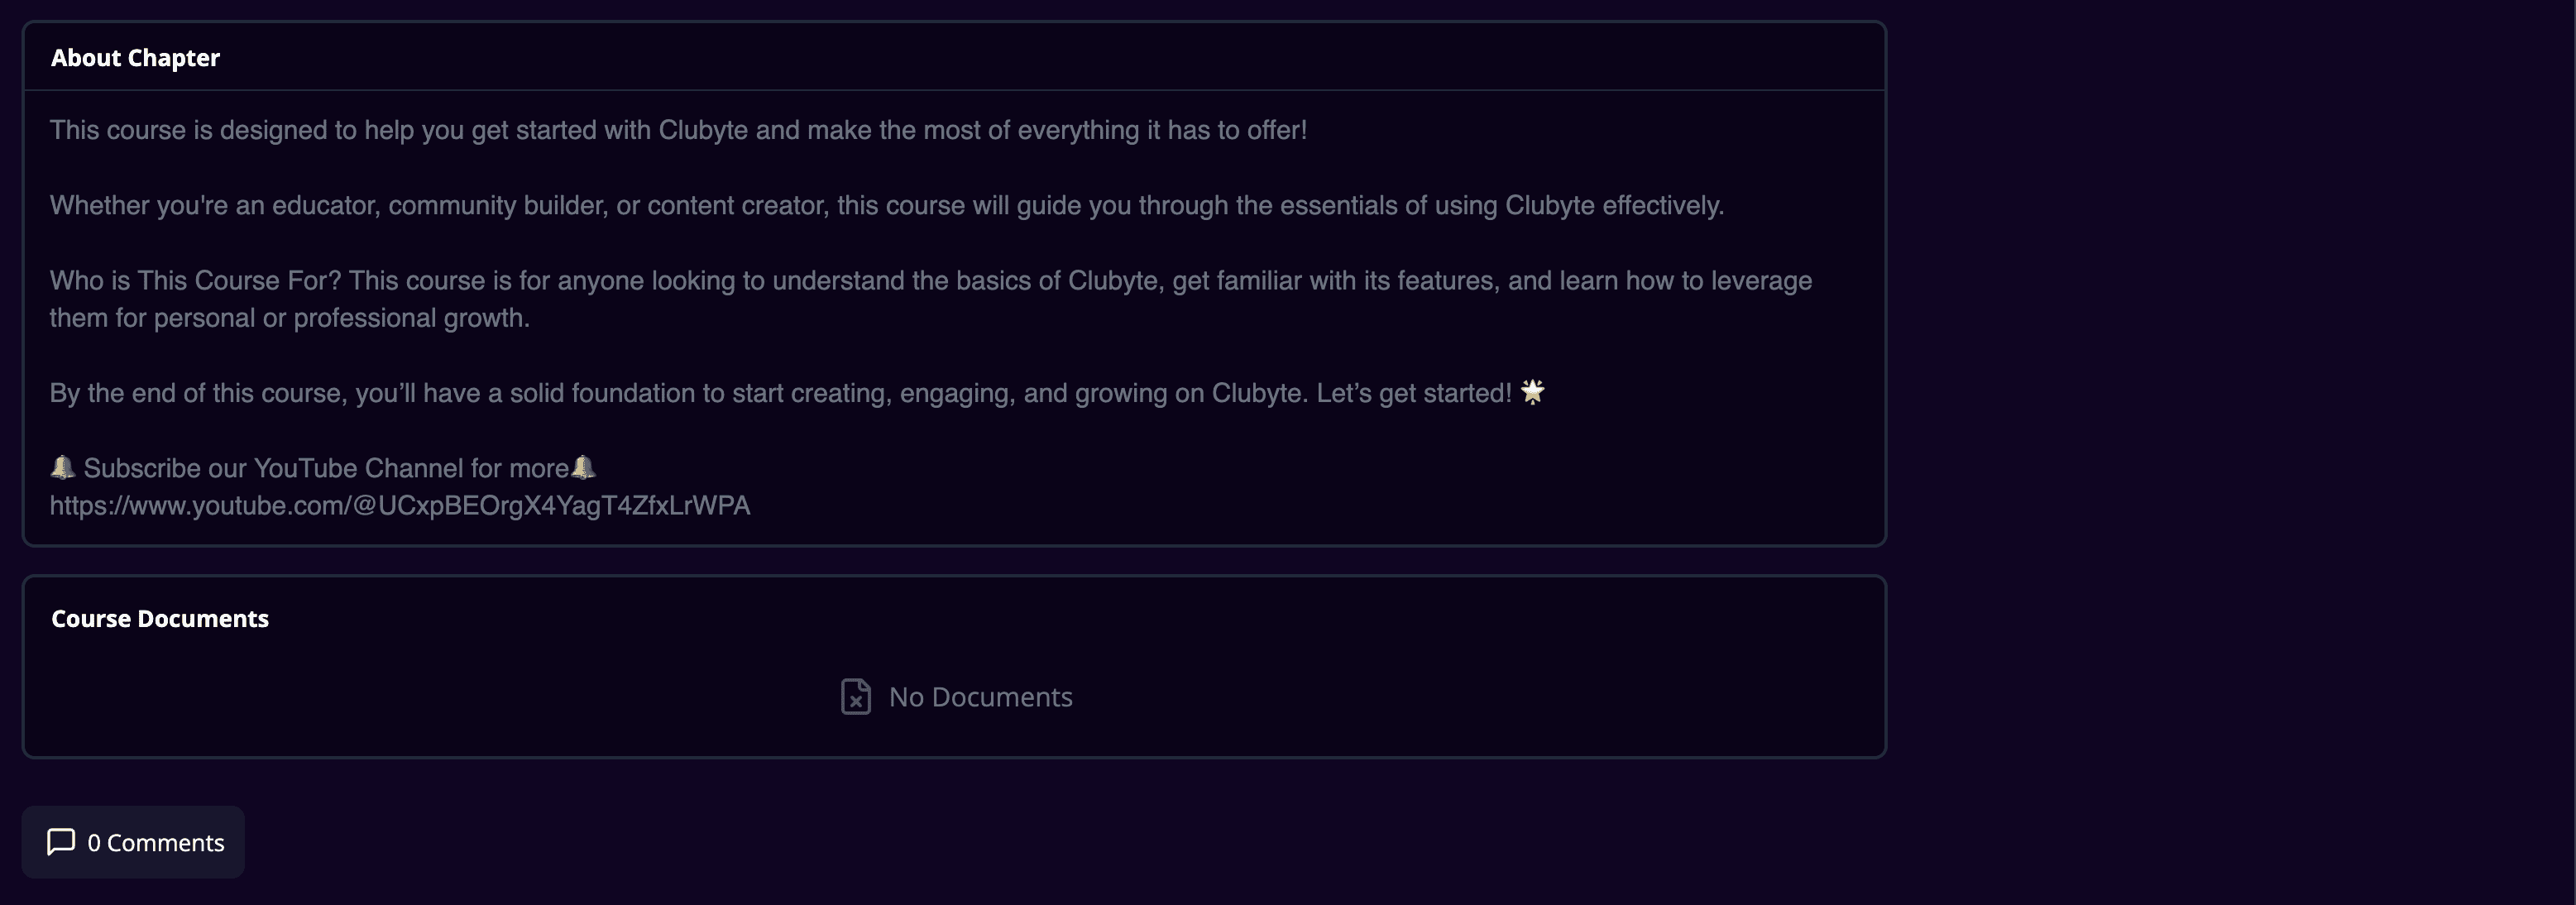 About Chapter
This course is designed to help you get started with Clubyte and make the most of everything it has to offer!
Whether you're an educator, community builder, or content creator, this course will guide you through the essentials of using Clubyte effectively.
Who is This Course For? This course is for anyone looking to understand the basics of Clubyte, get familiar with its features, and learn how to leverage
them for personal or professional growth.
By the end of this course, you’ll have a solid foundation to start creating, engaging, and growing on Clubyte. Let’s get started! 🌟
🔔 Subscribe our YouTube Channel for more🔔
https://www.youtube.com/@UCxpBEOrgX4YagT4ZfxLrWPA
Course Documents
No Documents
0 Comments